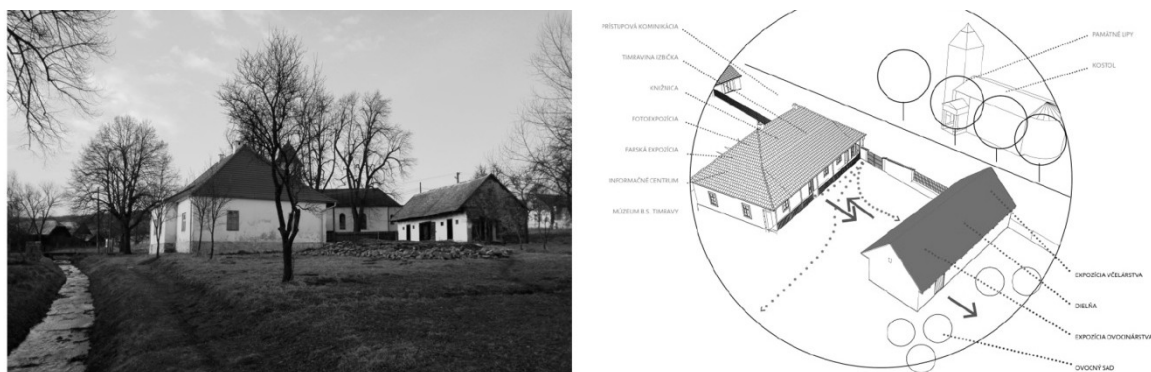 PRÍSTUPOVÁ KOMINIKÁCIA
TIMRAVINA IZBIČKA
KNIŽNICA
FOTOEXPOZÍCIA
FARSKÁ EXPOZÍCIA
INFORMAČNÉ CENTRUM
MÚZEUM B.S. TIMRAVY
PAMÄTNÉ LIPY
KOSTOL
EXPOZÍCIA VČELÁRSTVA
DIELŇA
EXPOZÍCIA OVOCINÁRSTVA
OVOCNÝ SAD